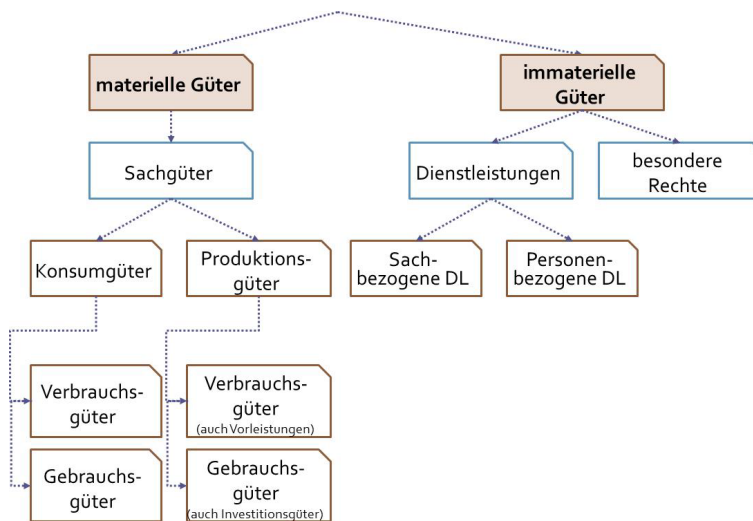 materielle Güter
immaterielle
Güter
Sachgüter
Dienstleistungen
besondere
Rechte
Konsumgüter
Produktions-
güter
Sach-
bezogene DL
Personen-
bezogene DL
Verbrauchs-
güter
Verbrauchs-
güter
(auch Vorleistungen)
Gebrauchs-
güter
Gebrauchs-
güter
(auch Investitionsgüter)